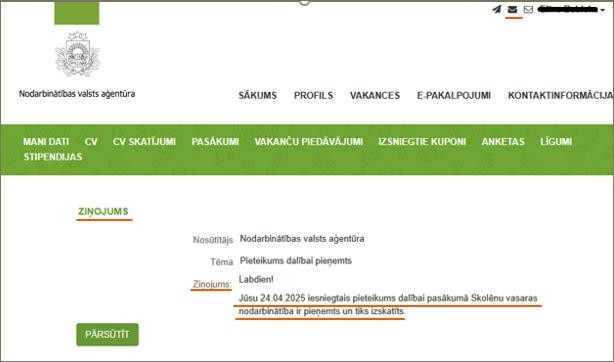 Nodarbinātības valsts aģentūra
SĀKUMS PROFILS VAKANCES E-PAKALPOJUMI KONTAKTINFORMĀCIJA
MANI DATI CV CV SKATĪJUMI PASĀKUMI VAKANČU PIEDĀVĀJUMI IZSNIEGTIE KUPONI ANKETAS LĪGUMI
STIPENDIJAS
ZIŅOJUMS
Nosūtītājs Nodarbinātības valsts aģentūra
Tēma Pieteikums dalībai pieņemts
Ziņojums: Labdien!
Jūsu 24.04.2025 iesniegtais pieteikums dalībai pasākumā Skolēnu vasaras
nodarbinātība ir pieņemts un tiks izskatīts.
PĀRSŪTĪT